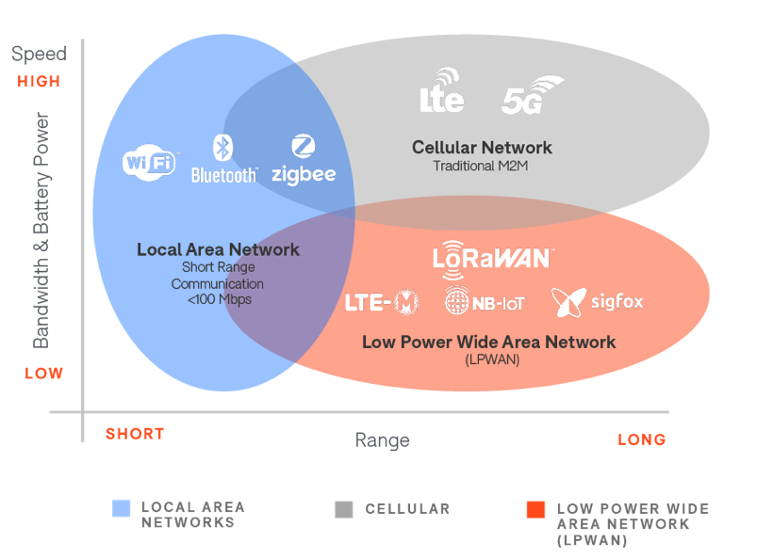 Speed
HIGH
Bandwidth & Battery Power
LOW
Lte
5G
Cellular Network
Traditional M2M
Wi Fi
Bluetooth
zigbee
Local Area Network
Short Range
Communication
<100 Mbps
LoRaWAN
LTE-M
NB-IoT
sigfox
Low Power Wide Area Network
(LPWAN)
SHORT
Range
LONG
LOCAL AREA
NETWORKS
CELLULAR
LOW POWER WIDE
AREA NETWORK
(LPWAN)